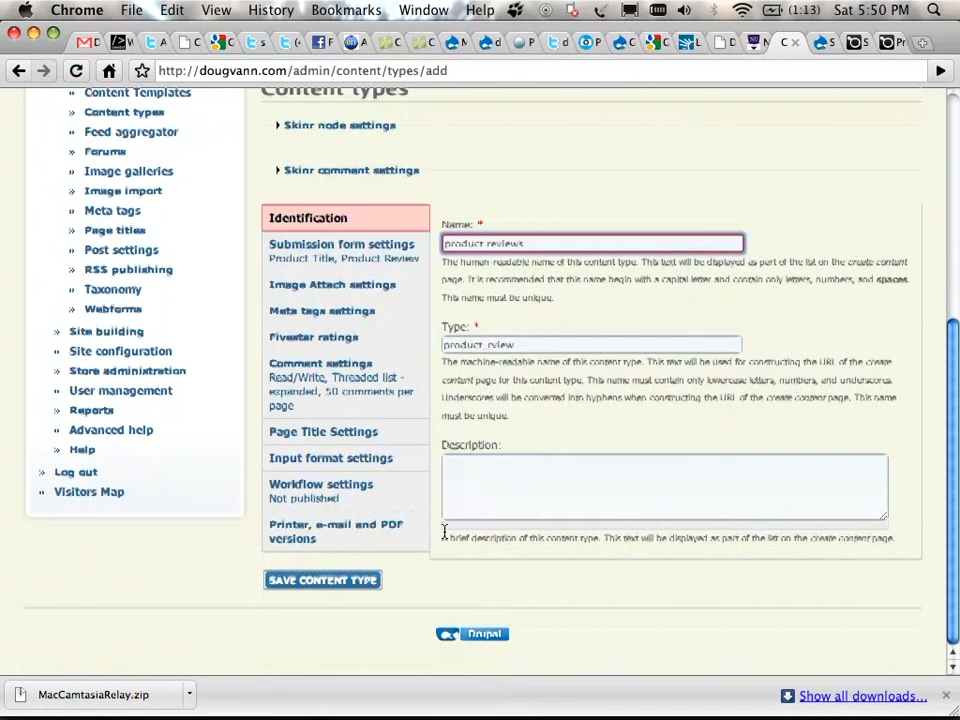 Chrome File Edit View History Bookmarks Window Help (1:13) Sat 5:50 PM
http://dougvann.com/admin/content/types/add
Content Templates
Content types
Feed aggregator
Forums
Image galleries
Image import
Meta tags
Page titles
Post settings
RSS publishing
Taxonomy
Webforms
Site building
Site configuration
Store administration
User management
Reports
Advanced help
Help
Log out
Visitors Map
Content types
Skinr node settings
Skinr comment settings
Identification
Submission form settings
Product Title, Product Review
Image Attach settings
Meta tags settings
Fivestar ratings
Comment settings
Read/Write, Threaded list -
expanded, 50 comments per
page
Page Title Settings
Input format settings
Workflow settings
Not published
Printer, e-mail and PDF
versions
Name: *
product reviews
The human-readable name of this content type. This text will be displayed as part of the list on the create content
page. It is recommended that this name begin with a capital letter and contain only letters, numbers, and spaces.
This name must be unique.
Type: *
product_rview
The machine-readable name of this content type. This text will be used for constructing the URL of the create
content page for this content type. This name must contain only lowercase letters, numbers, and underscores.
Underscores will be converted into hyphens when constructing the URL of the create content page. This name
must be unique.
Description:
brief description of this content type. This text will be displayed as part of the list on the create content page.
SAVE CONTENT TYPE
Drupal
MacCamtasiaRelay.zip
Show all downloads...